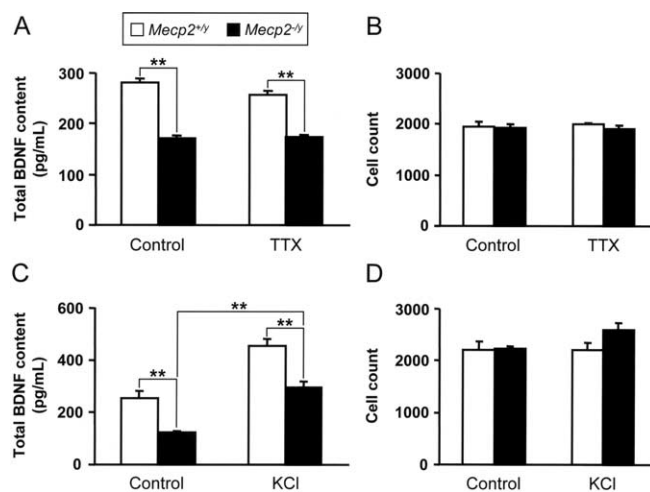 A
Mecp2+/y Mecp2-/y
B
Total BDNF content
(pg/mL)
300
200
100
0
**
**
Control TTX
Cell count
3000
2000
1000
0
Control TTX
C
D
Total BDNF content
(pg/mL)
600
400
200
0
**
**
**
Control KCl
Cell count
3000
2000
1000
0
Control KCl